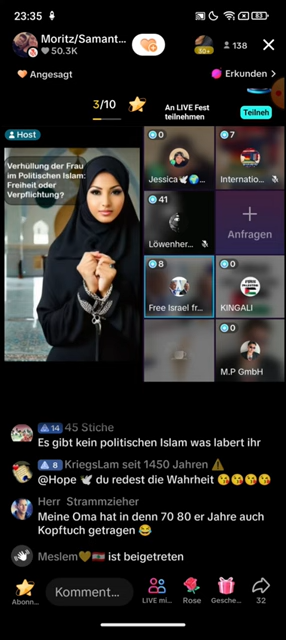 23:35
83
Moritz/Samant...
50.3K
30+
138
Angesagt
Erkunden >
3/10
An LIVE Fest
teilnehmen
Teilneh
Host
Verhüllung der Frau
im Politischen Islam:
Freiheit oder
Verpflichtung?
0
Jessica 🕊️🌍...
7
Internatio...
41
Löwenher...
+
Anfragen
8
Free Israel fr...
0
KINGALI
0
M.P GmbH
14 45 Stiche
Es gibt kein politischen Islam was labert ihr
8 KriegsLam seit 1450 Jahren ⚠️
@Hope 🕊️ du redest die Wahrheit 😘😘😘😘
Herr Strammzieher
Meine Oma hat in denn 70 80 er Jahre auch
Kopftuch getragen 😂
Meslem💛🇱🇧 ist beigetreten
Abonn...
Komment...
LIVE mi...
Rose
Gesche...
32